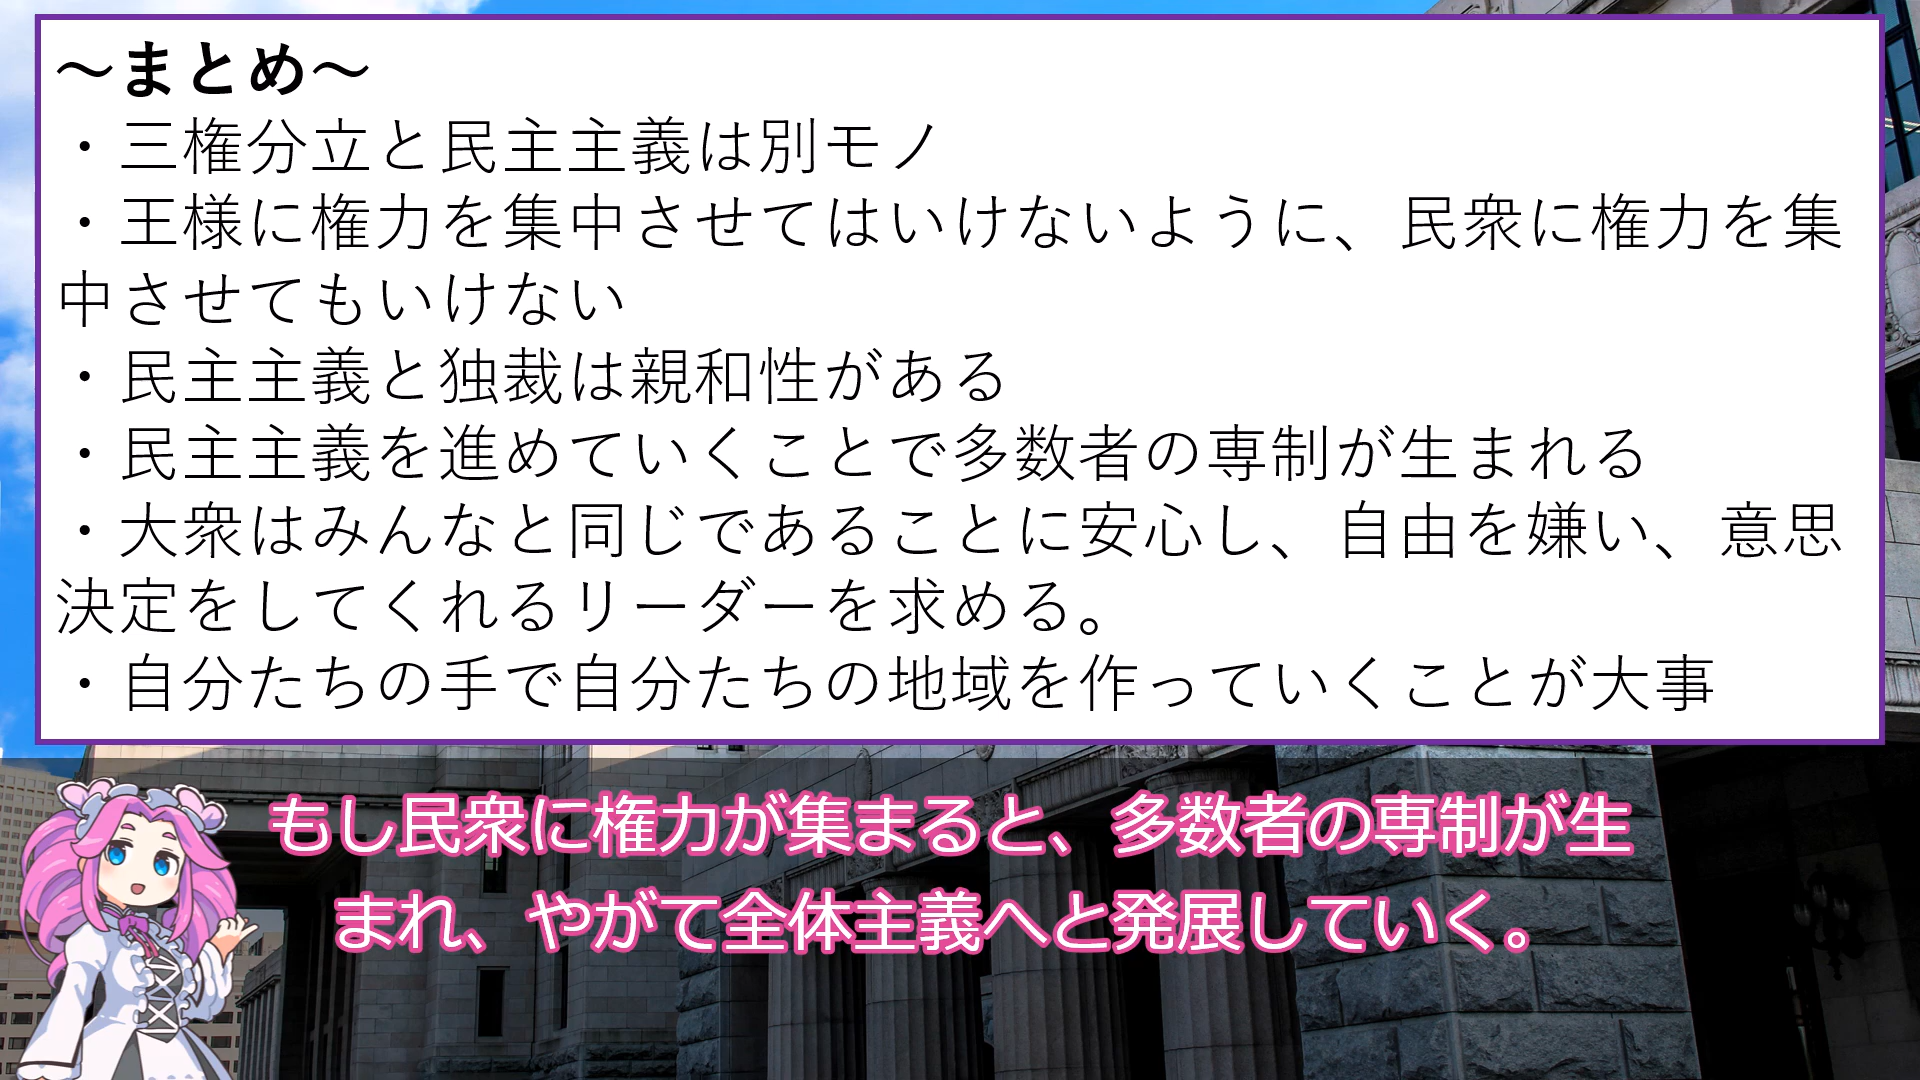 ～まとめ～
・三権分立と民主主義は別モノ
・王様に権力を集中させてはいけないように、民衆に権力を集
中させてもいけない
・民主主義と独裁は親和性がある
・民主主義を進めていくことで多数者の専制が生まれる
・大衆はみんなと同じであることに安心し、自由を嫌い、意思
決定をしてくれるリーダーを求める。
・自分たちの手で自分たちの地域を作っていくことが大事
もし民衆に権力が集まると、多数者の専制が生
まれ、やがて全体主義へと発展していく。